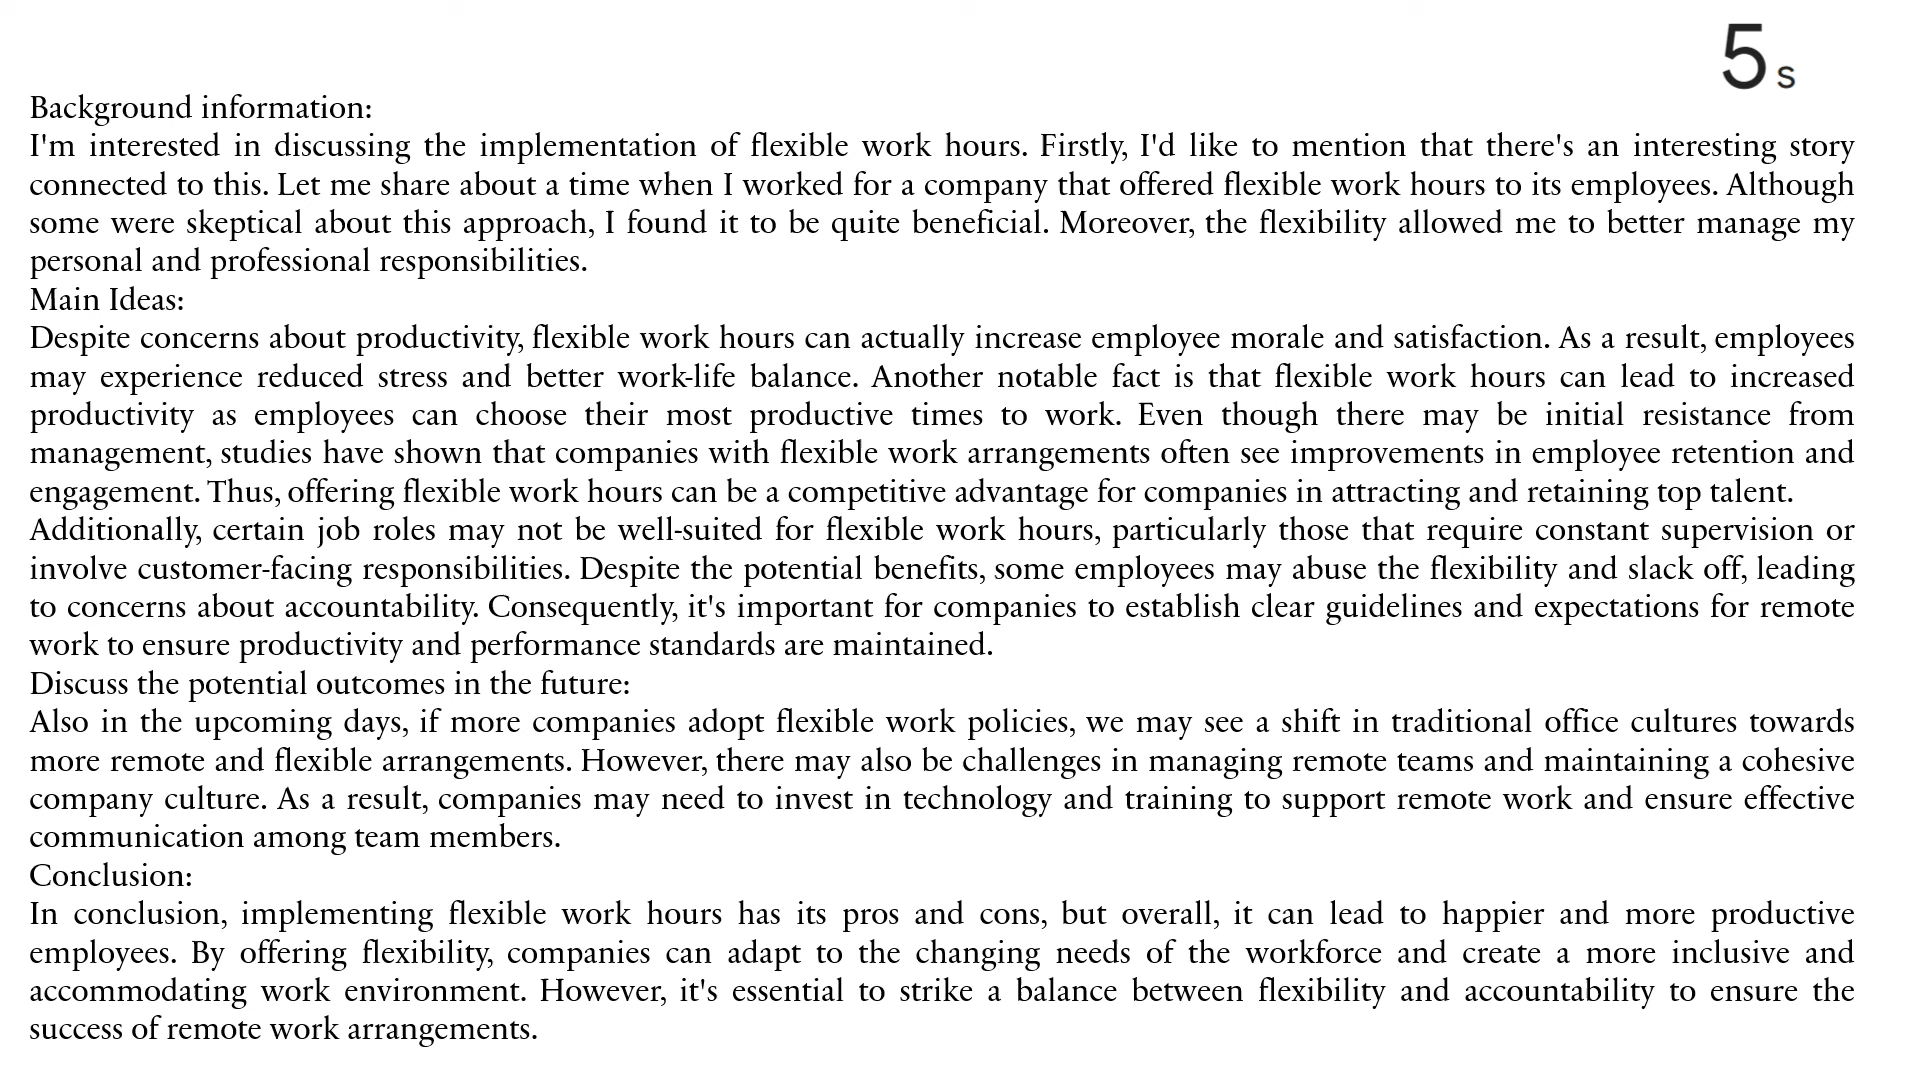 5 s
Background information:
I'm interested in discussing the implementation of flexible work hours. Firstly, I'd like to mention that there's an interesting story
connected to this. Let me share about a time when I worked for a company that offered flexible work hours to its employees. Although
some were skeptical about this approach, I found it to be quite beneficial. Moreover, the flexibility allowed me to better manage my
personal and professional responsibilities.
Main Ideas:
Despite concerns about productivity, flexible work hours can actually increase employee morale and satisfaction. As a result, employees
may experience reduced stress and better work-life balance. Another notable fact is that flexible work hours can lead to increased
productivity as employees can choose their most productive times to work. Even though there may be initial resistance from
management, studies have shown that companies with flexible work arrangements often see improvements in employee retention and
engagement. Thus, offering flexible work hours can be a competitive advantage for companies in attracting and retaining top talent.
Additionally, certain job roles may not be well-suited for flexible work hours, particularly those that require constant supervision or
involve customer-facing responsibilities. Despite the potential benefits, some employees may abuse the flexibility and slack off, leading
to concerns about accountability. Consequently, it's important for companies to establish clear guidelines and expectations for remote
work to ensure productivity and performance standards are maintained.
Discuss the potential outcomes in the future:
Also in the upcoming days, if more companies adopt flexible work policies, we may see a shift in traditional office cultures towards
more remote and flexible arrangements. However, there may also be challenges in managing remote teams and maintaining a cohesive
company culture. As a result, companies may need to invest in technology and training to support remote work and ensure effective
communication among team members.
Conclusion:
In conclusion, implementing flexible work hours has its pros and cons, but overall, it can lead to happier and more productive
employees. By offering flexibility, companies can adapt to the changing needs of the workforce and create a more inclusive and
accommodating work environment. However, it's essential to strike a balance between flexibility and accountability to ensure the
success of remote work arrangements.